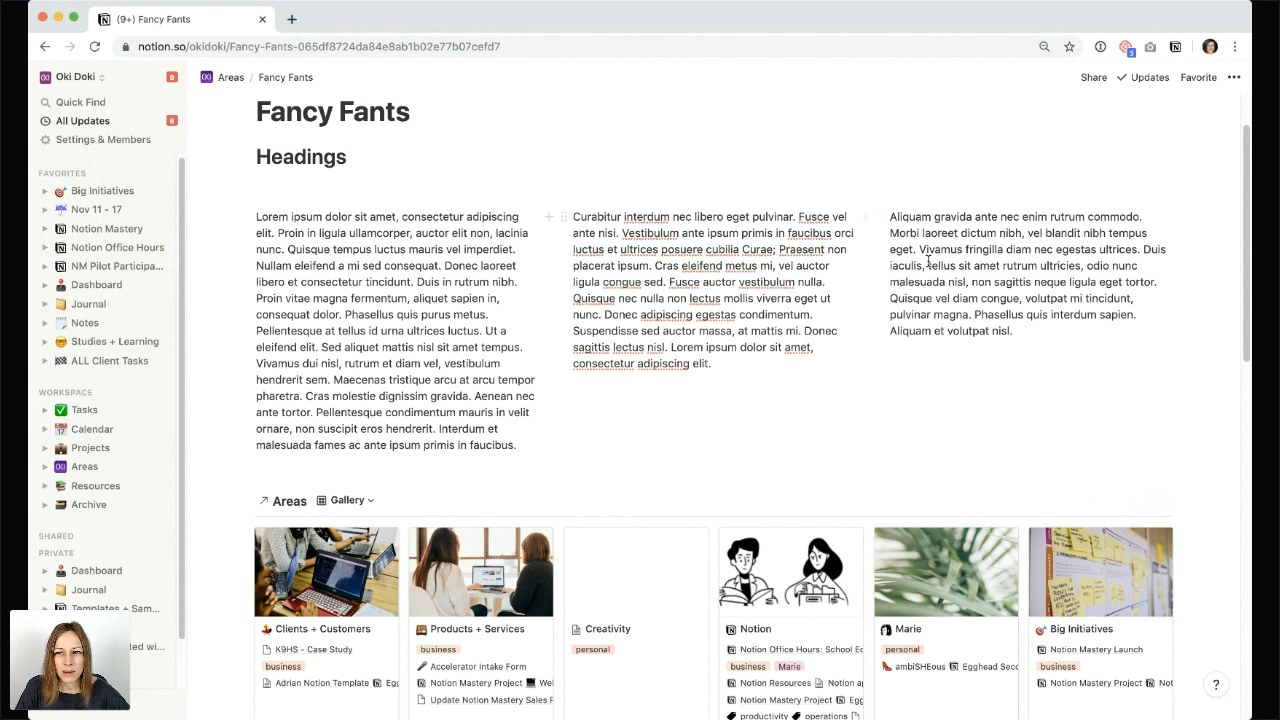 (9+) Fancy Fants
notion.so/okidoki/Fancy-Fants-065df8724da84e8ab1b02e77b07cefd7
3
Oki Doki
9
Areas / Fancy Fants
Share
Updates
Favorite
Quick Find
All Updates
6
Settings & Members
FAVORITES
Big Initiatives
Nov 11 - 17
Notion Mastery
Notion Office Hours
NM Pilot Participa...
Dashboard
Journal
Notes
Studies + Learning
ALL Client Tasks
WORKSPACE
Tasks
Calendar
Projects
Areas
Resources
Archive
SHARED
PRIVATE
Dashboard
Journal
Templates + Sam...
ted wi...
Fancy Fants
Headings
Lorem ipsum dolor sit amet, consectetur adipiscing
elit. Proin in ligula ullamcorper, auctor elit non, lacinia
nunc. Quisque tempus luctus mauris vel imperdiet.
Nullam eleifend a mi sed consequat. Donec laoreet
libero et consectetur tincidunt. Duis in rutrum nibh.
Proin vitae magna fermentum, aliquet sapien in,
consequat dolor. Phasellus quis purus metus.
Pellentesque at tellus id urna ultrices luctus. Ut a
eleifend elit. Sed aliquet mattis nisl sit amet tempus.
Vivamus dui nisl, rutrum et diam vel, vestibulum
hendrerit sem. Maecenas tristique arcu at arcu tempor
pharetra. Cras molestie dignissim gravida. Aenean nec
ante tortor. Pellentesque condimentum mauris in velit
ornare, non suscipit eros hendrerit. Interdum et
malesuada fames ac ante ipsum primis in faucibus.
Curabitur interdum nec libero eget pulvinar. Fusce vel
ante nisi. Vestibulum ante ipsum primis in faucibus orci
luctus et ultrices posuere cubilia Curae; Praesent non
placerat ipsum. Cras eleifend metus mi, vel auctor
ligula congue sed. Fusce auctor vestibulum nulla.
Quisque nec nulla non lectus mollis viverra eget ut
nunc. Donec adipiscing egestas condimentum.
Suspendisse sed auctor massa, at mattis mi. Donec
sagittis lectus nisl. Lorem ipsum dolor sit amet,
consectetur adipiscing elit.
Aliquam gravida ante nec enim rutrum commodo.
Morbi laoreet dictum nibh, vel blandit nibh tempus
eget. Vivamus fringilla diam nec egestas ultrices. Duis
iaculis, tellus sit amet rutrum ultricies, odio nunc
malesuada nisl, non sagittis neque ligula eget tortor.
Quisque vel diam congue, volutpat mi tincidunt,
pulvinar magna. Phasellus quis interdum sapien.
Aliquam et volutpat nisl.
Areas
Gallery
Clients + Customers
K9HS - Case Study
business
Adrian Notion Template Eg
Products + Services
business
Accelerator Intake Form
Notion Mastery Project Wel
Update Notion Mastery Sales P
Creativity
personal
Notion
Notion Office Hours: School Ec
business Marie
Notion Resources Notion ap
Notion Mastery Project Egg
productivity operations
Marie
personal
ambiSHEous Egghead Secc
Big Initiatives
Notion Mastery Launch
business
Notion Mastery Project Not
?